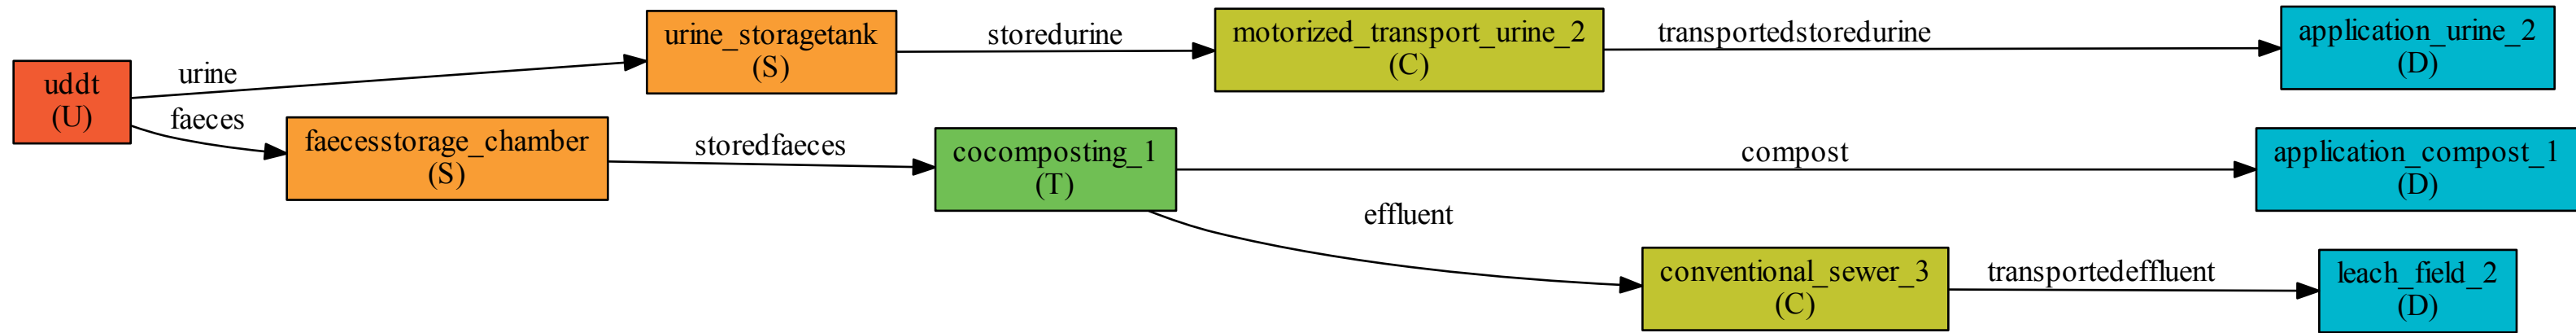 uddt
(U)
urine
faeces
urine_storagetank
(S)
faecesstorage_chamber
(S)
storedurine
storedfaeces
motorized_transport_urine_2
(C)
cocomposting_1
(T)
transportedstoredurine
compost
effluent
conventional_sewer_3
(C)
transportedeffluent
application_urine_2
(D)
application_compost_1
(D)
leach_field_2
(D)